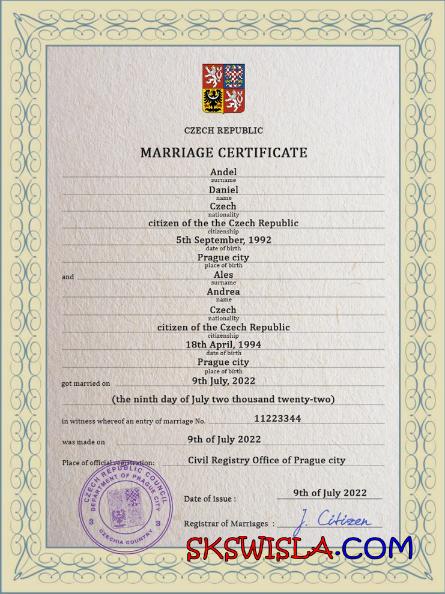 CZECH REPUBLIC
MARRIAGE CERTIFICATE
Andel
surname
Daniel
name
Czech
nationality
citizen of the the Czech Republic
citizenship
5th September, 1992
date of birth
Prague city
place of birth
and
Ales
surname
Andrea
name
Czech
nationality
citizen of the Czech Republic
citizenship
18th April, 1994
date of birth
Prague city
place of birth
got married on 9th July, 2022
(the ninth day of July two thousand twenty-two)
in witness whereof an entry of marriage No. 11223344
was made on 9th of July 2022
Place of official registration: Civil Registry Office of Prague city
CZECH REPUBLIC COUNCIL
DEPARTMENT OF PRAGUE CITY
CZECHIA COUNTRY
Date of Issue : 9th of July 2022
Registrar of Marriages : J. Citizen
SKSWISLA.COM